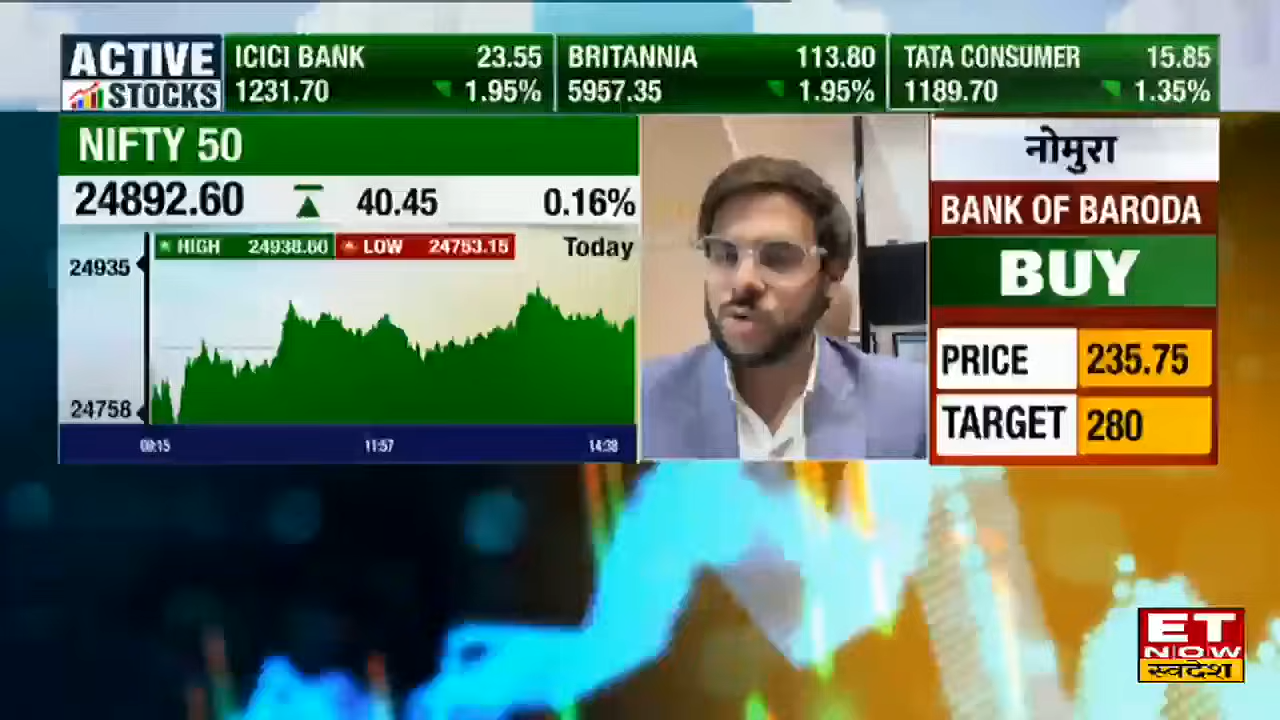 ACTIVE
STOCKS
ICICI BANK 23.55
1231.70 1.95%
BRITANNIA 113.80
5957.35 1.95%
TATA CONSUMER 15.85
1189.70 1.35%
NIFTY 50
24892.60 40.45 0.16%
HIGH 24938.60 LOW 24753.15 Today
24935
24758
09:15 11:57 14:38
नोमुरा
BANK OF BARODA
BUY
PRICE 235.75
TARGET 280
ET
NOW
स्वदेश